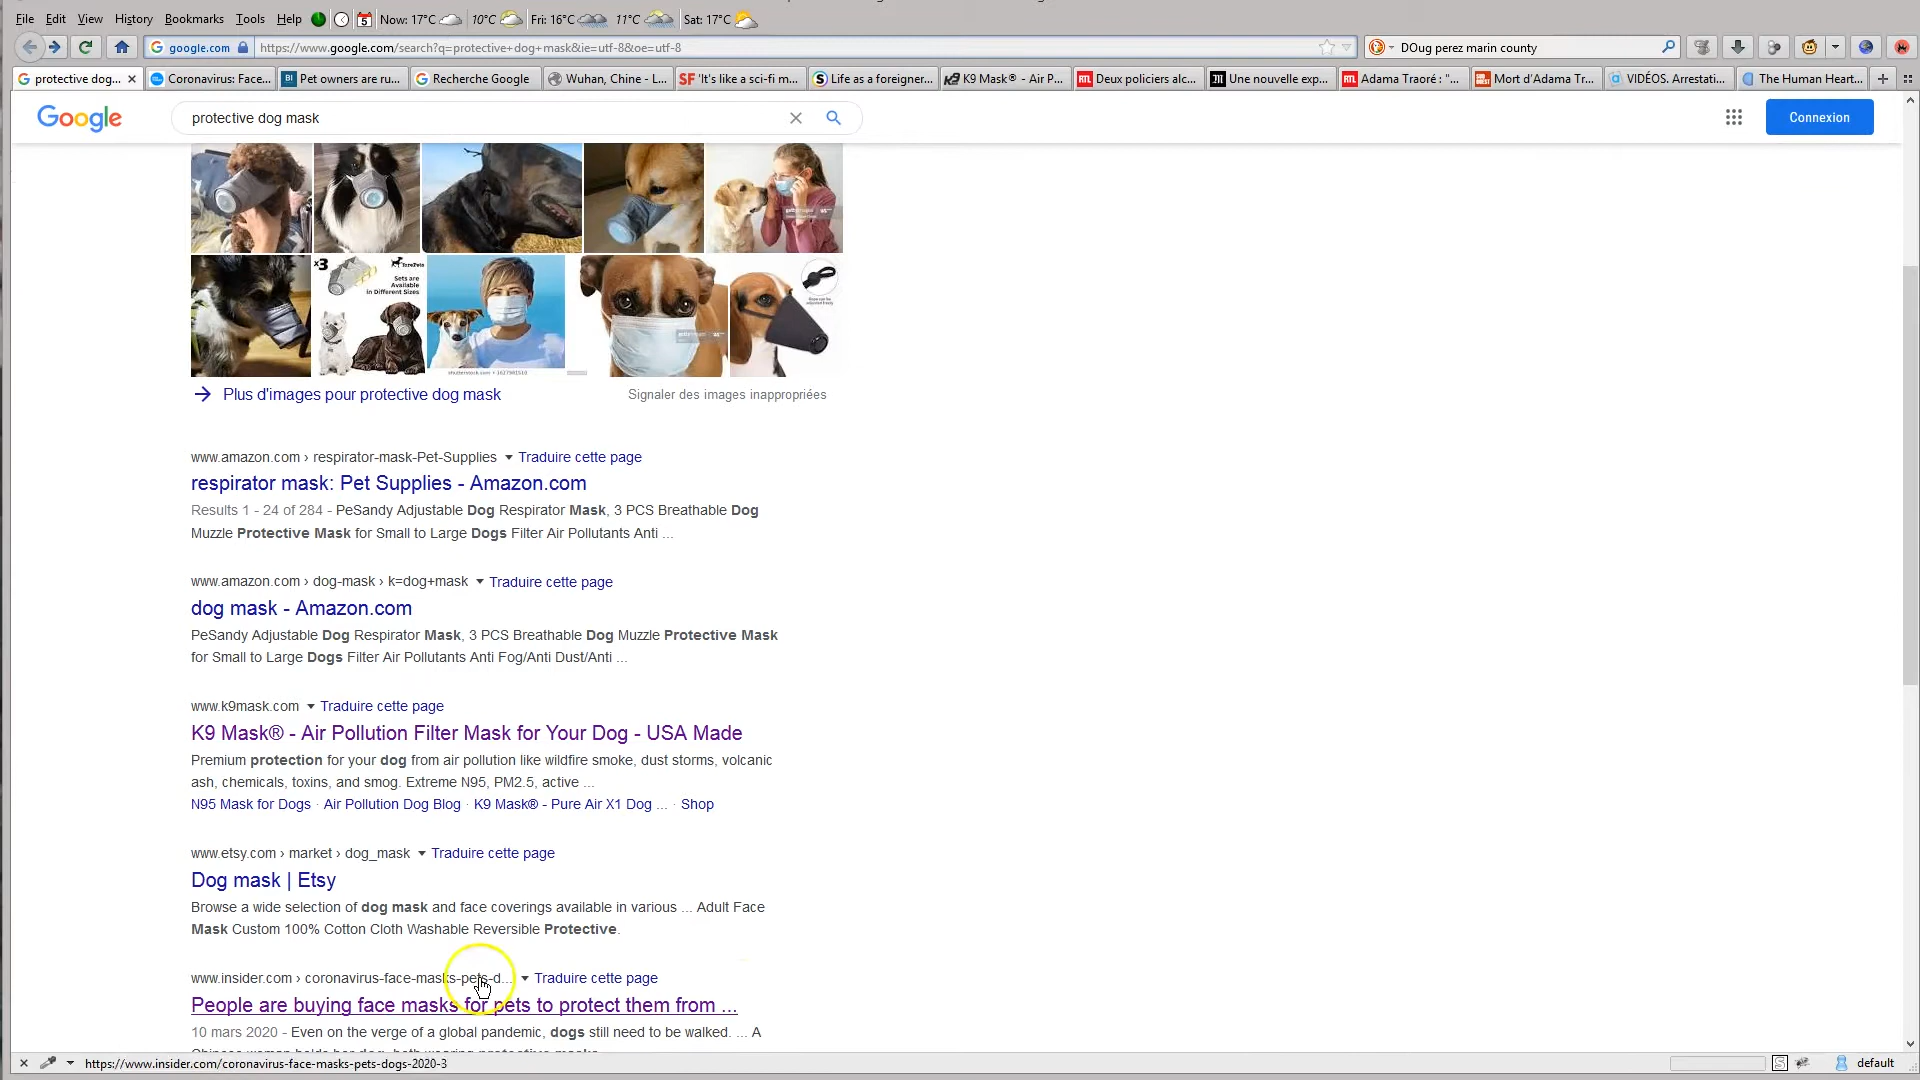 File Edit View History Bookmarks Tools Help Now: 17°C 10°C Fri: 16°C 11°C Sat: 17°C
google.com https://www.google.com/search?q=protective+dog+mask&ie=utf-8&oe=utf-8 DOug perez marin county
protective dog... Coronavirus: Face... Pet owners are ru... Recherche Google Wuhan, Chine - L... SF 'It's like a sci-fi m... Life as a foreigner... K9 Mask® - Air P... RTL Deux policiers alc... Une nouvelle exp... RTL Adama Traoré : "... Mort d'Adama Tr... VIDÉOS. Arrestati... The Human Heart...
Google protective dog mask Connexion
x3
Sets are
Available
in Different Sizes
Plus d'images pour protective dog mask Signaler des images inappropriées
www.amazon.com › respirator-mask-Pet-Supplies Traduire cette page
respirator mask: Pet Supplies - Amazon.com
Results 1 - 24 of 284 - PeSandy Adjustable Dog Respirator Mask, 3 PCS Breathable Dog
Muzzle Protective Mask for Small to Large Dogs Filter Air Pollutants Anti ...
www.amazon.com › dog-mask › k=dog+mask Traduire cette page
dog mask - Amazon.com
PeSandy Adjustable Dog Respirator Mask, 3 PCS Breathable Dog Muzzle Protective Mask
for Small to Large Dogs Filter Air Pollutants Anti Fog/Anti Dust/Anti ...
www.k9mask.com Traduire cette page
K9 Mask® - Air Pollution Filter Mask for Your Dog - USA Made
Premium protection for your dog from air pollution like wildfire smoke, dust storms, volcanic
ash, chemicals, toxins, and smog. Extreme N95, PM2.5, active ...
N95 Mask for Dogs · Air Pollution Dog Blog · K9 Mask® - Pure Air X1 Dog ... · Shop
www.etsy.com › market › dog_mask Traduire cette page
Dog mask | Etsy
Browse a wide selection of dog mask and face coverings available in various ... Adult Face
Mask Custom 100% Cotton Cloth Washable Reversible Protective.
www.insider.com › coronavirus-face-masks-pets-d... Traduire cette page
People are buying face masks for pets to protect them from ...
10 mars 2020 - Even on the verge of a global pandemic, dogs still need to be walked. ... A
https://www.insider.com/coronavirus-face-masks-pets-dogs-2020-3 default